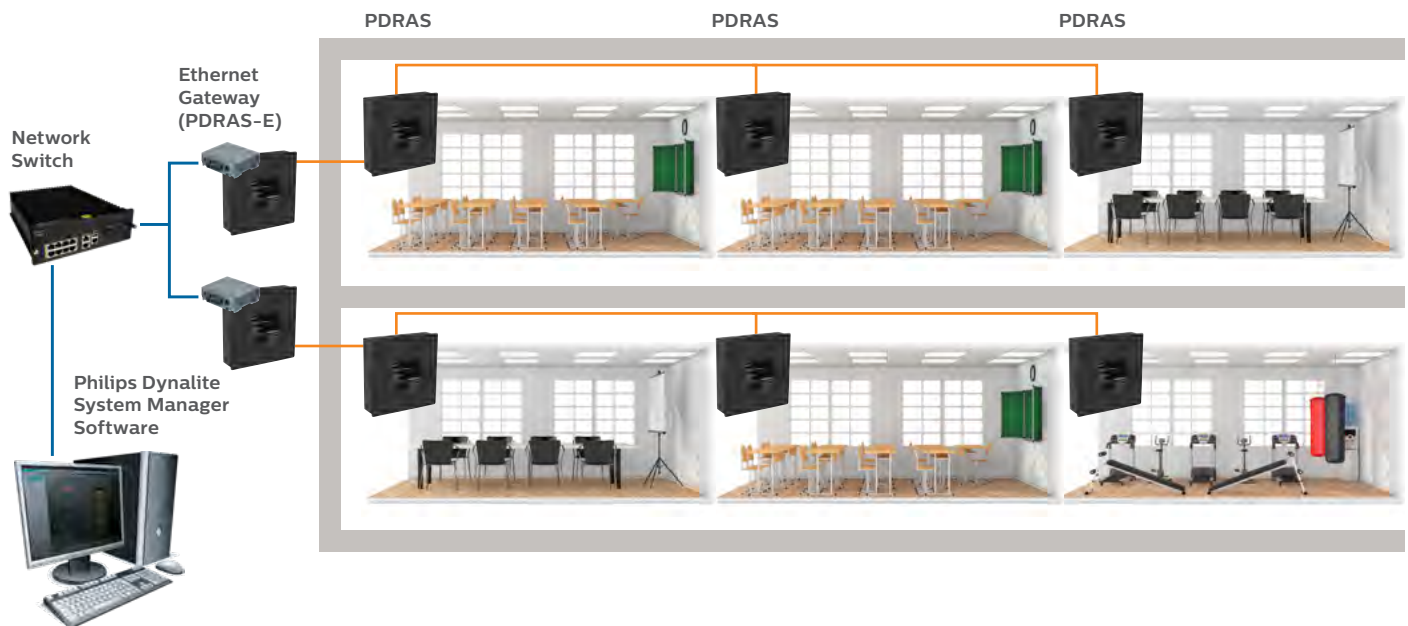 PDRAS
PDRAS
PDRAS
Ethernet
Gateway
(PDRAS-E)
Network
Switch
Philips Dynalite
System Manager
Software